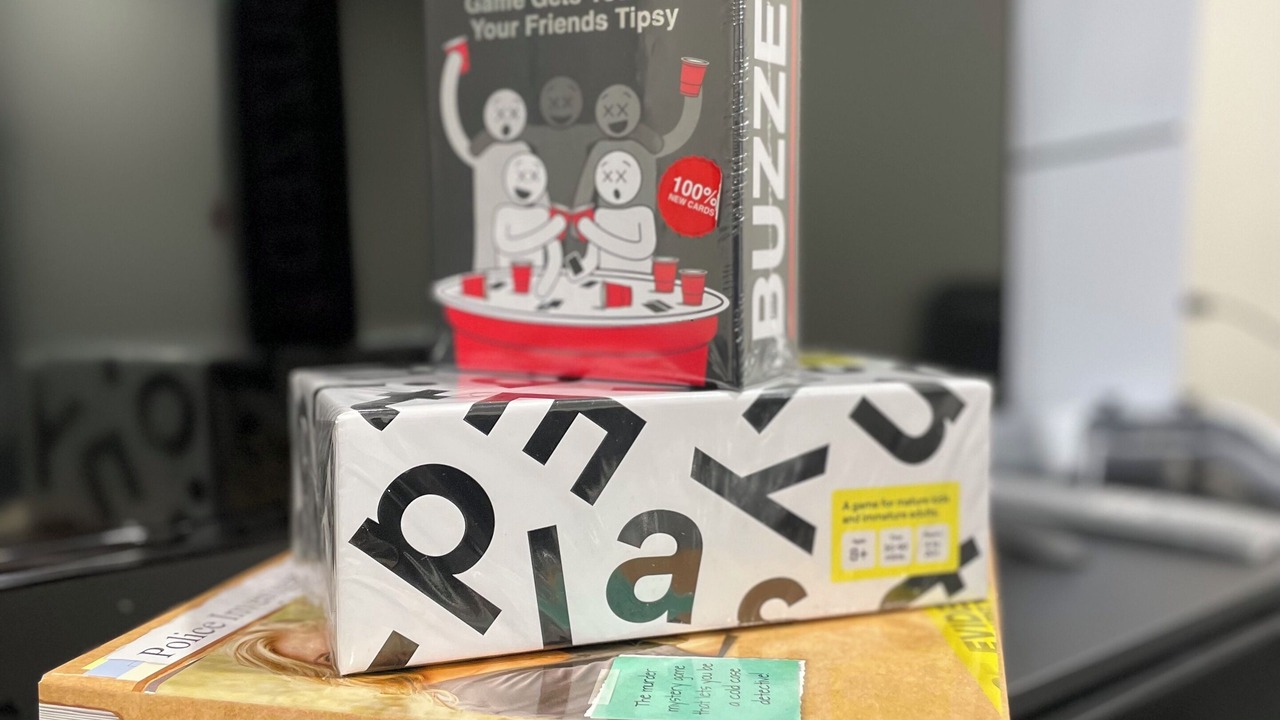 Game Gets
Your Friends Tipsy
100%
NEW CARDS
BUZZE
p
l
a
k
u
A game for mature kids
and immature adults.
8+
Police
EVI
The murder
mystery game
that lets you be
a cold case
detective